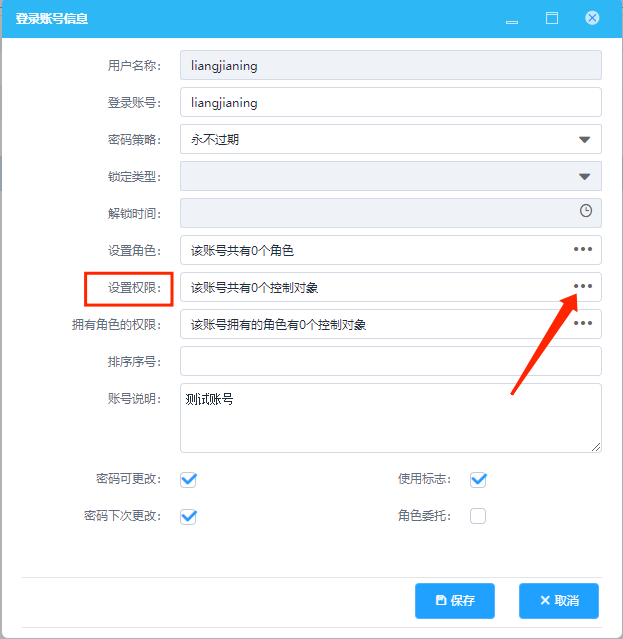 登录账号信息
用户名称: liangjianing
登录账号: liangjianing
密码策略: 永不过期
锁定类型:
解锁时间:
设置角色: 该账号共有0个角色
设置权限: 该账号共有0个控制对象
拥有角色的权限: 该账号拥有的角色有0个控制对象
排序序号:
账号说明: 测试账号
密码可更改: 使用标志:
密码下次更改: 角色委托:
保存 取消